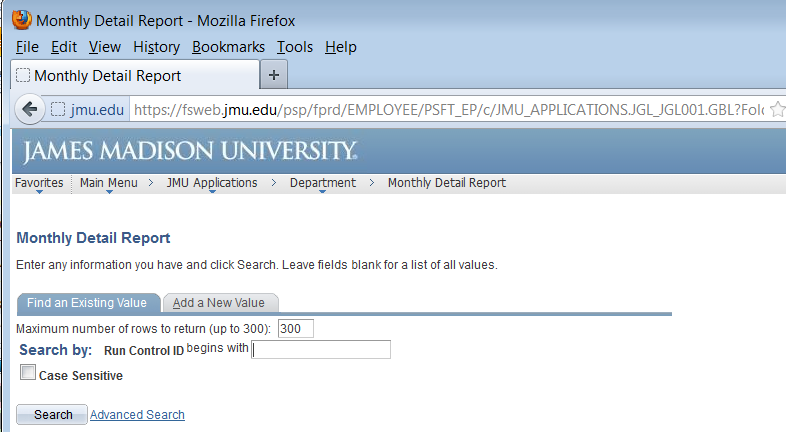 Monthly Detail Report - Mozilla Firefox
File Edit View History Bookmarks Tools Help
Monthly Detail Report +
jmu.edu https://fsweb.jmu.edu/psp/fprd/EMPLOYEE/PSFT_EP/c/JMU_APPLICATIONS.JGL_JGL001.GBL?Fold
JAMES MADISON UNIVERSITY®
Favorites Main Menu > JMU Applications > Department > Monthly Detail Report
Monthly Detail Report
Enter any information you have and click Search. Leave fields blank for a list of all values.
Find an Existing Value Add a New Value
Maximum number of rows to return (up to 300): 300
Search by: Run Control ID begins with
Case Sensitive
Search Advanced Search